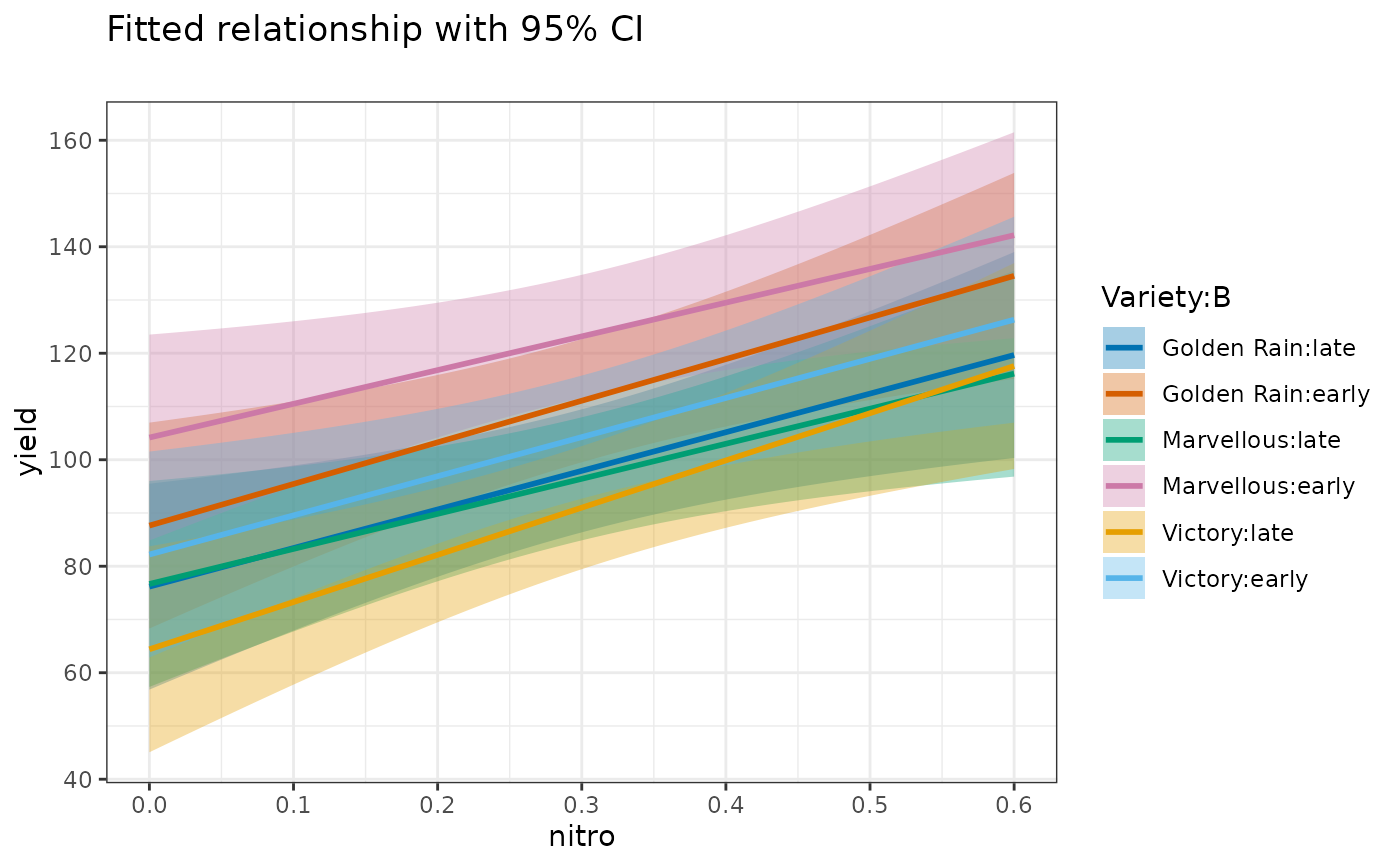 Fitted relationship with 95% CI
yield
160
140
120
100
80
60
40
0.0 0.1 0.2 0.3 0.4 0.5 0.6
nitro
Variety:B
Golden Rain:late
Golden Rain:early
Marvellous:late
Marvellous:early
Victory:late
Victory:early